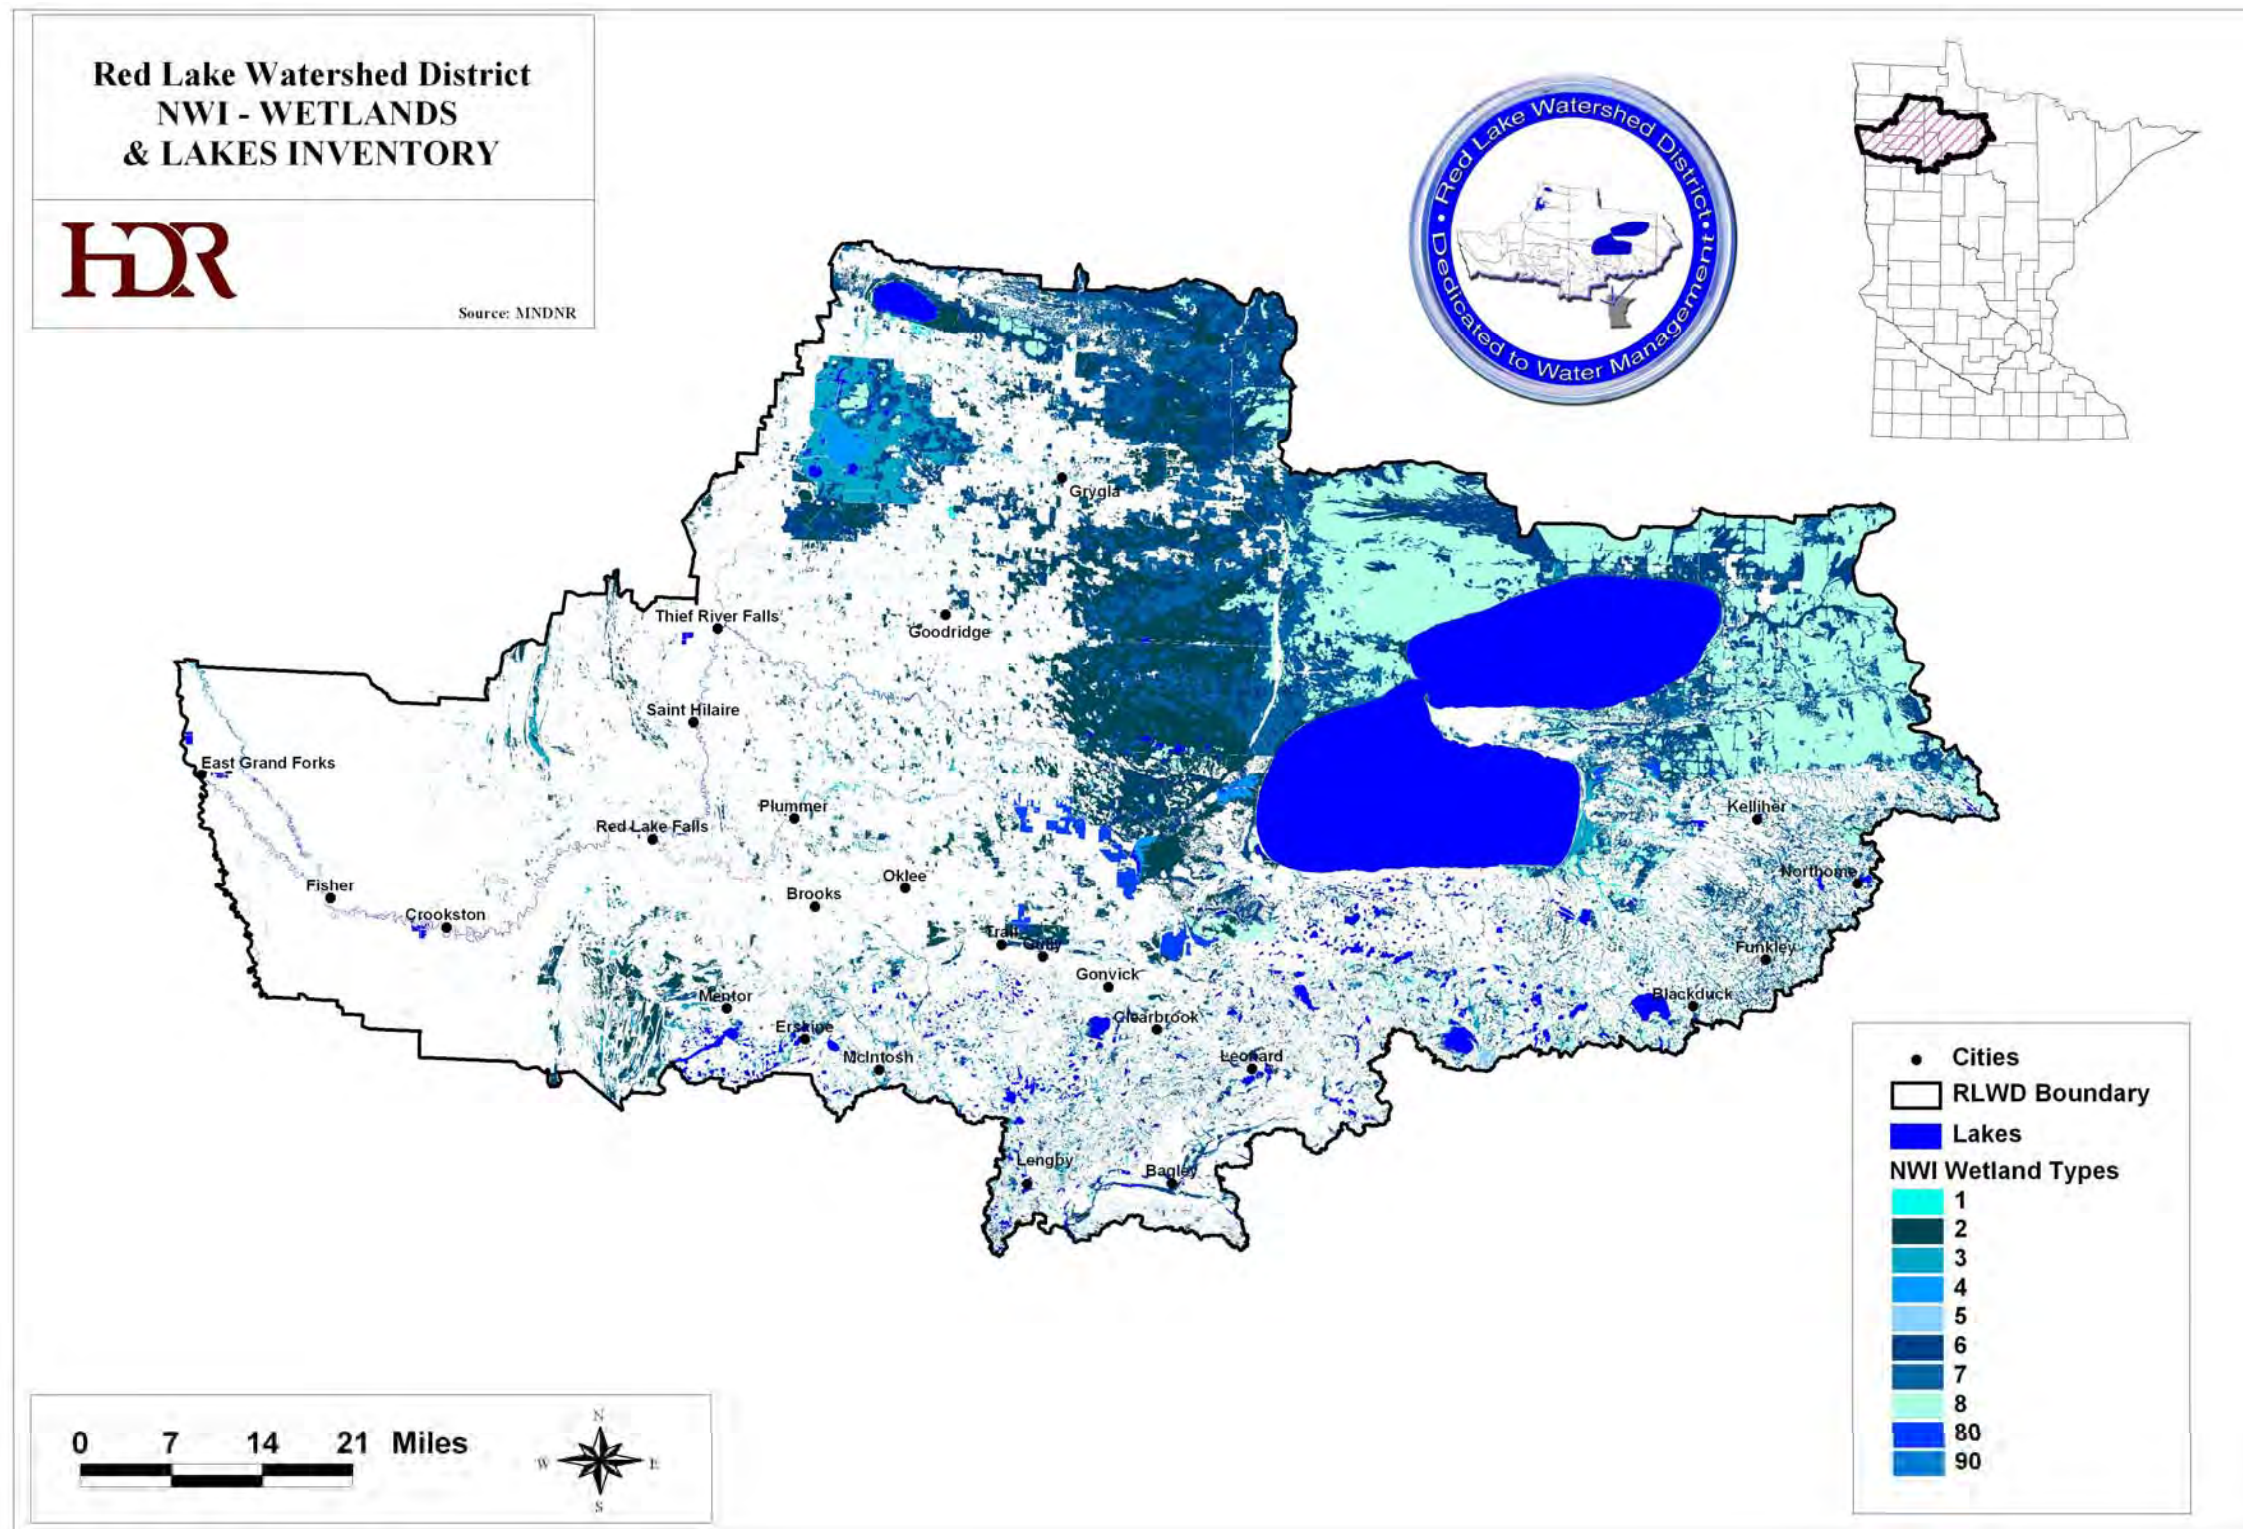 Red Lake Watershed District
NWI - WETLANDS
& LAKES INVENTORY
HDR
Source: MNDNR
• Red Lake Watershed District •
Dedicated to Water Management
Grygla
Thief River Falls
Goodridge
Saint Hilaire
East Grand Forks
Plummer
Kelliher
Red Lake Falls
Northome
Oklee
Fisher
Brooks
Crookston
Trail
Gully
Funkley
Gonvick
Mentor
Blackduck
Clearbrook
Erskine
McIntosh
Leonard
Lengby
Bagley
Cities
RLWD Boundary
Lakes
NWI Wetland Types
1
2
3
4
5
6
7
8
80
90
0 7 14 21 Miles
N
W E
S